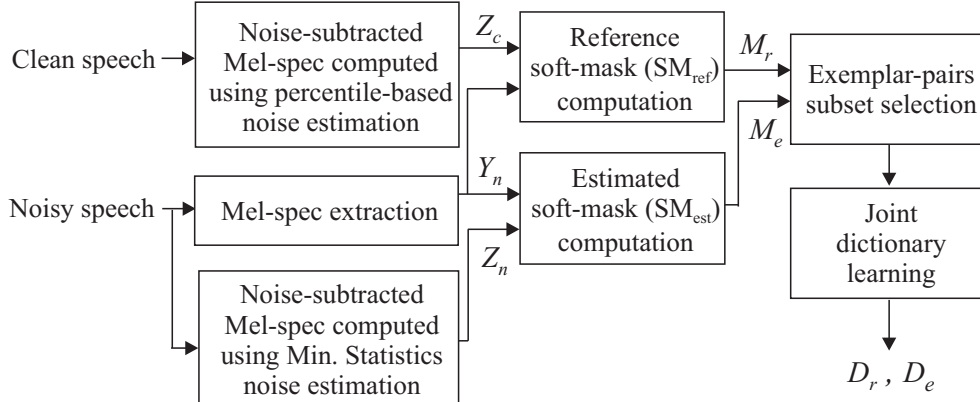 Clean speech
Noise-subtracted
Mel-spec computed
using percentile-based
noise estimation
Z_c
Reference
soft-mask (SM_ref)
computation
M_r
Exemplar-pairs
subset selection
M_e
Noisy speech
Mel-spec extraction
Y_n
Estimated
soft-mask (SM_est)
computation
Z_n
Joint
dictionary
learning
Noise-subtracted
Mel-spec computed
using Min. Statistics
noise estimation
D_r , D_e